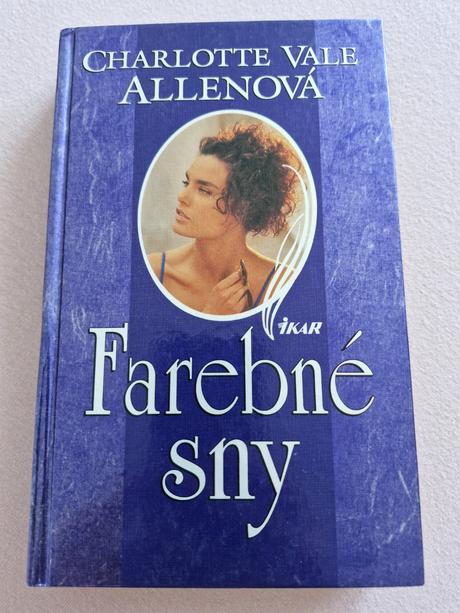 CHARLOTTE VALE
ALLENOVÁ
IKAR
Farebné
sny